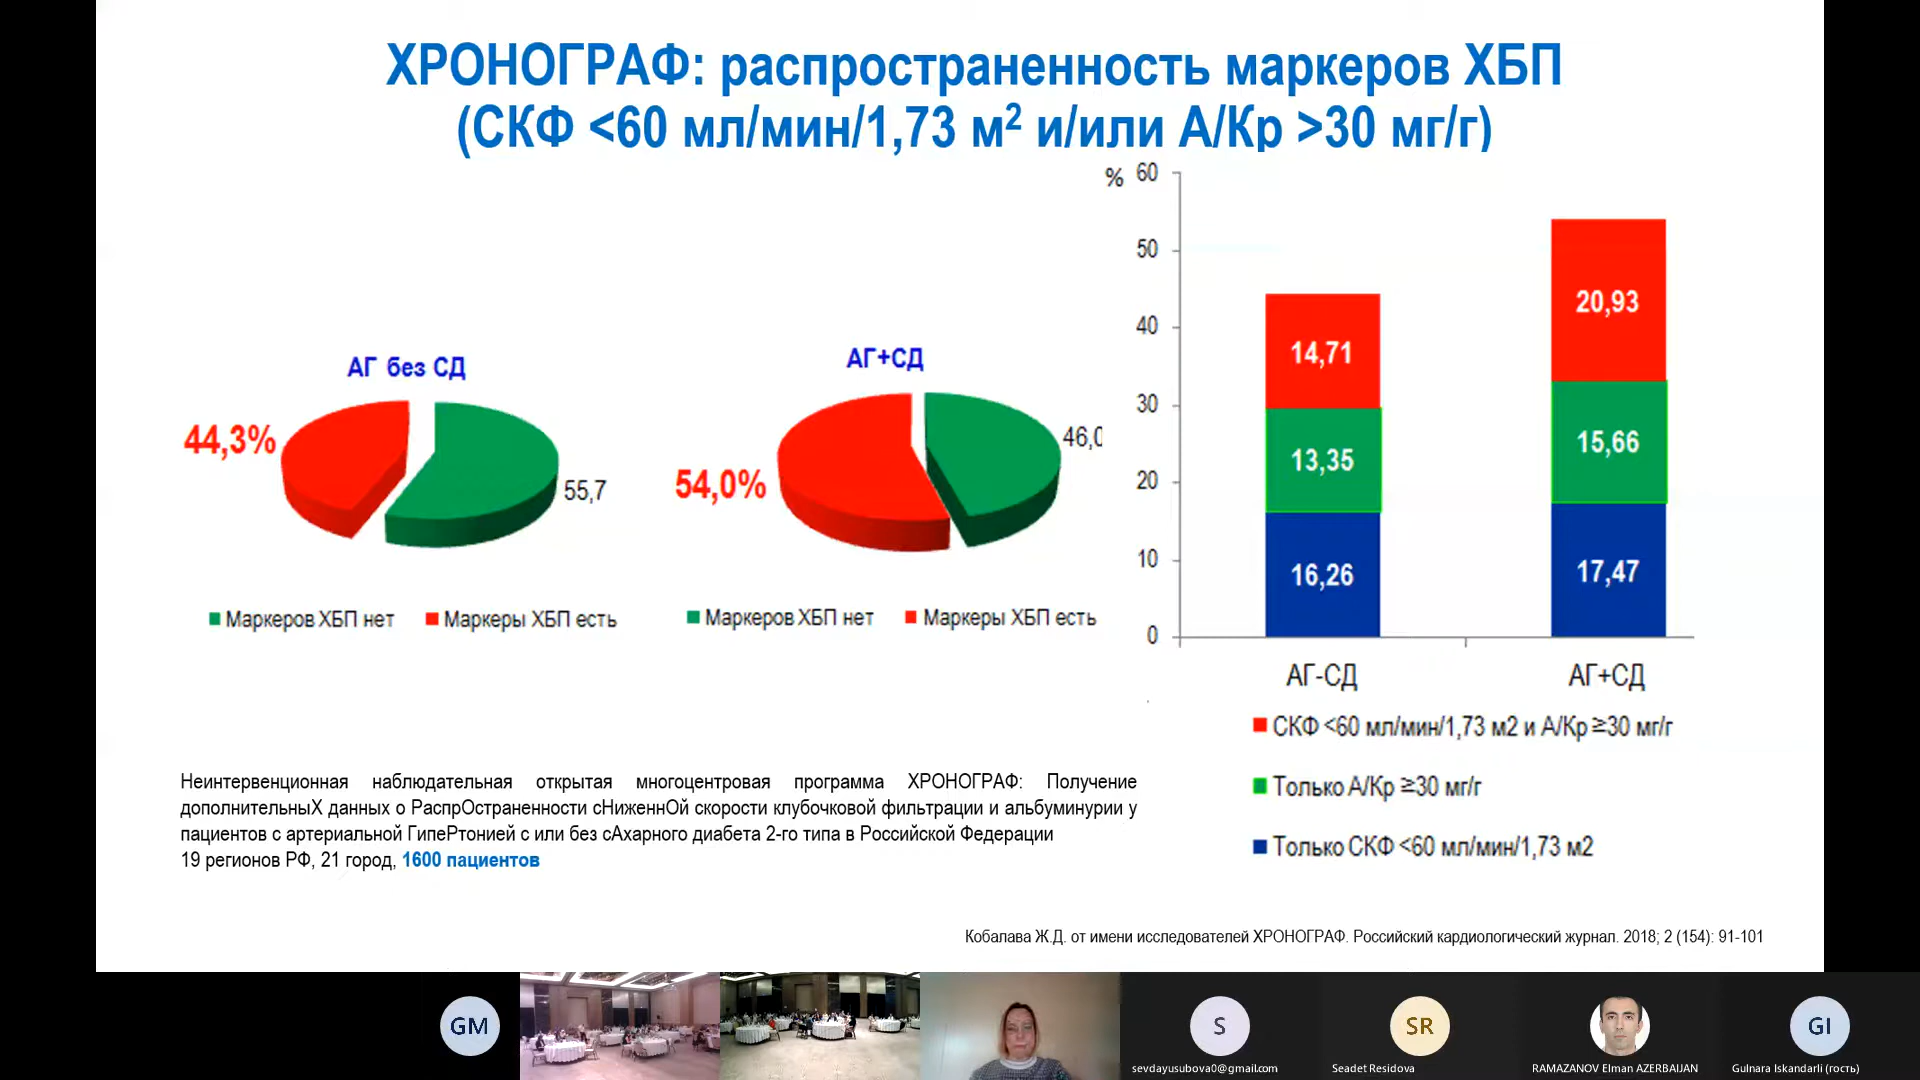 ХРОНОГРАФ: распространенность маркеров ХБП
(СКФ <60 мл/мин/1,73 м² и/или А/Кр >30 мг/г)
АГ без СД
44,3%
55,7
Маркеров ХБП нет
Маркеры ХБП есть
АГ+СД
54,0%
46,0
Маркеров ХБП нет
Маркеры ХБП есть
%
60
50
40
30
20
10
0
14,71
13,35
16,26
20,93
15,66
17,47
АГ-СД
АГ+СД
СКФ <60 мл/мин/1,73 м2 и А/Кр ≥30 мг/г
Только А/Кр ≥30 мг/г
Только СКФ <60 мл/мин/1,73 м2
Неинтервенционная наблюдательная открытая многоцентровая программа ХРОНОГРАФ: Получение
дополнительныХ данных о РаспрОстраненности сНиженнОй скорости клубочковой фильтрации и альбуминурии у
пациентов с артериальной ГипеРтонией с или без сАхарного диабета 2-го типа в Российской Федерации
19 регионов РФ, 21 город, 1600 пациентов
Кобалава Ж.Д. от имени исследователей ХРОНОГРАФ. Российский кардиологический журнал. 2018; 2 (154): 91-101
GM
S
sevdayusubova0@gmail.com
SR
Seadet Residova
RAMAZANOV Elman AZERBAIJAN
GI
Gulnara Iskandarli (гость)